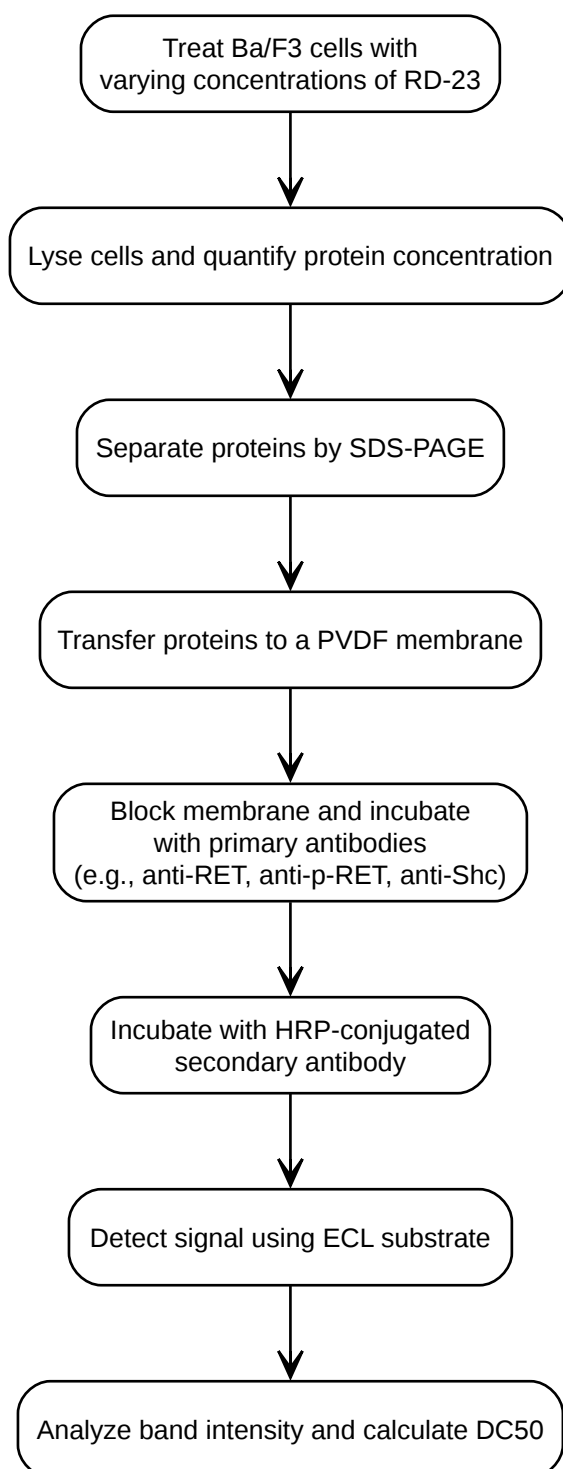 Treat Ba/F3 cells with
varying concentrations of RD-23
Lyse cells and quantify protein concentration
Separate proteins by SDS-PAGE
Transfer proteins to a PVDF membrane
Block membrane and incubate
with primary antibodies
(e.g., anti-RET, anti-p-RET, anti-Shc)
Incubate with HRP-conjugated
secondary antibody
Detect signal using ECL substrate
Analyze band intensity and calculate DC50